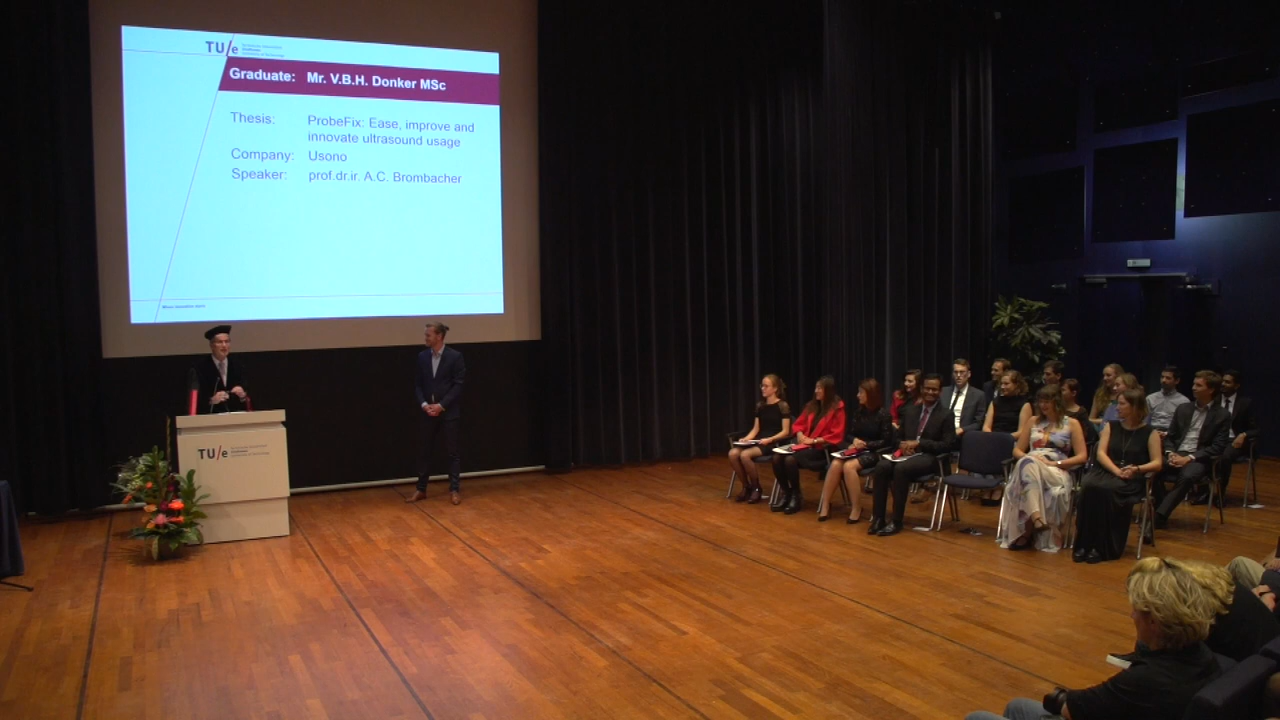 TU/e
Graduate: Mr. V.B.H. Donker MSc
Thesis: ProbeFix: Ease, improve and
innovate ultrasound usage
Company: Usono
Speaker: prof.dr.ir. A.C. Brombacher
TU/e